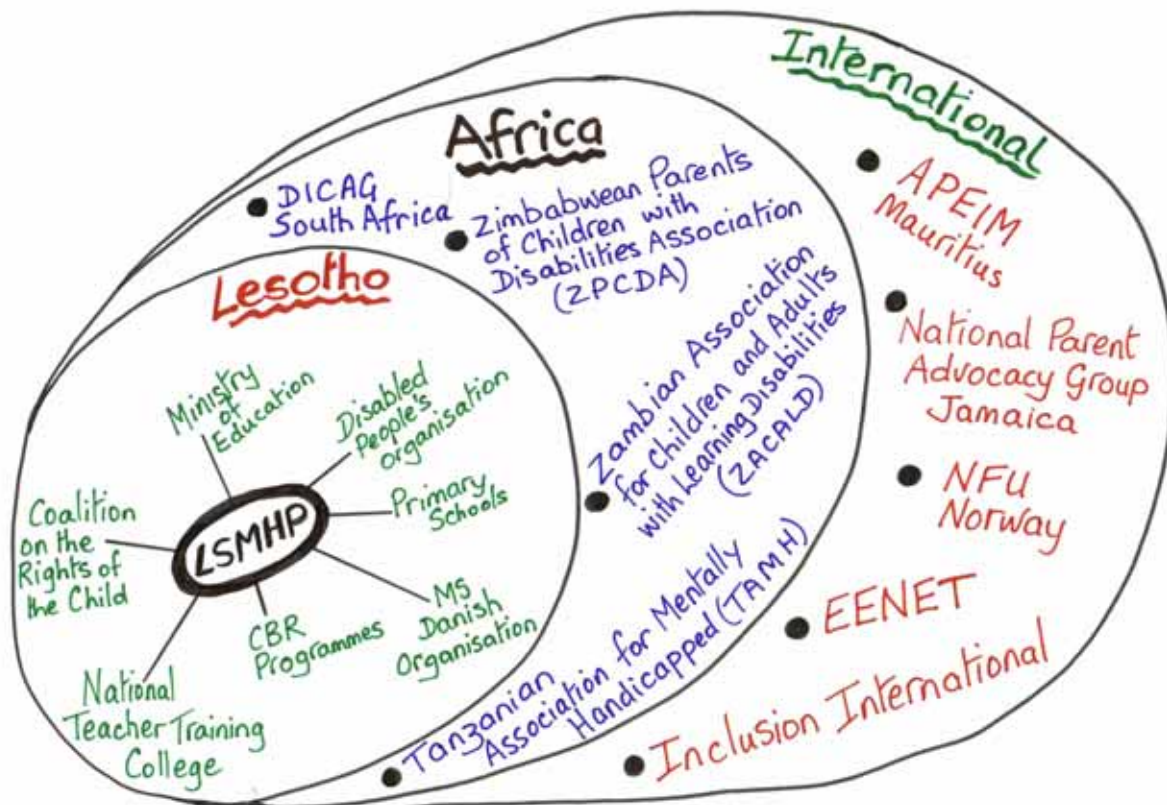 International
Africa
Lesotho
DICAG
South Africa
Zimbabwean Parents
of Children with
Disabilities Association
(ZPCDA)
Zambian Association
for Children and Adults
with Learning Disabilities
(ZACALD)
Tanzanian
Association for Mentally
Handicapped (TAMH)
APEIM
Mauritius
National Parent
Advocacy Group
Jamaica
NFU
Norway
EENET
Inclusion International
Ministry
of
Education
Disabled
People's
Organisation
Primary
Schools
MS
Danish
Organisation
CBR
Programmes
National
Teacher Training
College
Coalition
on the
Rights of
the Child
LSMHP